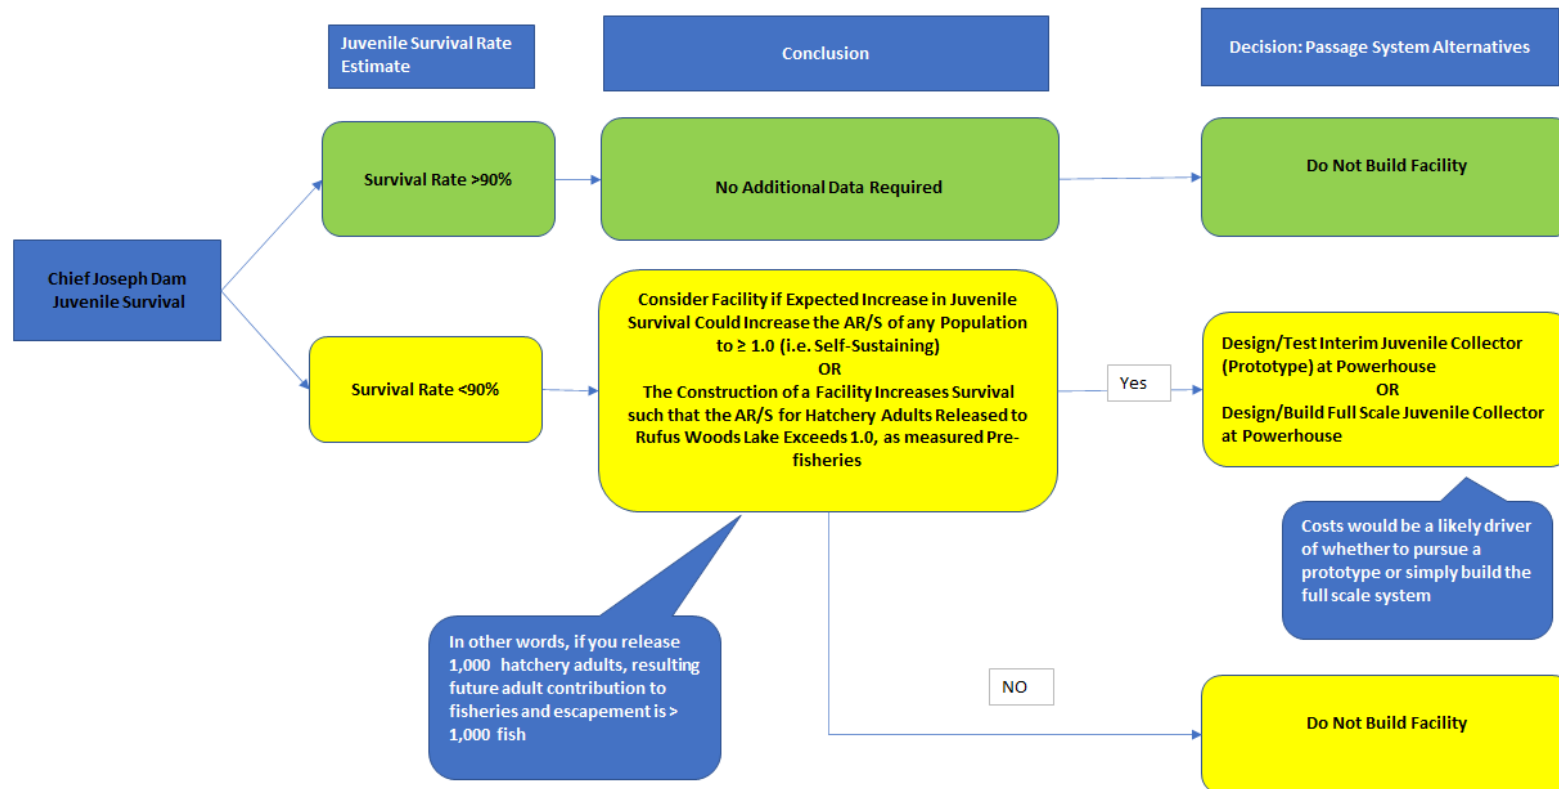 Juvenile Survival Rate
Estimate
Conclusion
Decision: Passage System Alternatives
Survival Rate >90%
No Additional Data Required
Do Not Build Facility
Chief Joseph Dam
Juvenile Survival
Survival Rate <90%
Consider Facility if Expected Increase in Juvenile
Survival Could Increase the AR/S of any Population
to ≥ 1.0 (i.e. Self-Sustaining)
OR
The Construction of a Facility Increases Survival
such that the AR/S for Hatchery Adults Released to
Rufus Woods Lake Exceeds 1.0, as measured Pre-
fisheries
Yes
Design/Test Interim Juvenile Collector
(Prototype) at Powerhouse
OR
Design/Build Full Scale Juvenile Collector
at Powerhouse
Costs would be a likely driver
of whether to pursue a
prototype or simply build the
full scale system
In other words, if you release
1,000 hatchery adults, resulting
future adult contribution to
fisheries and escapement is >
1,000 fish
NO
Do Not Build Facility